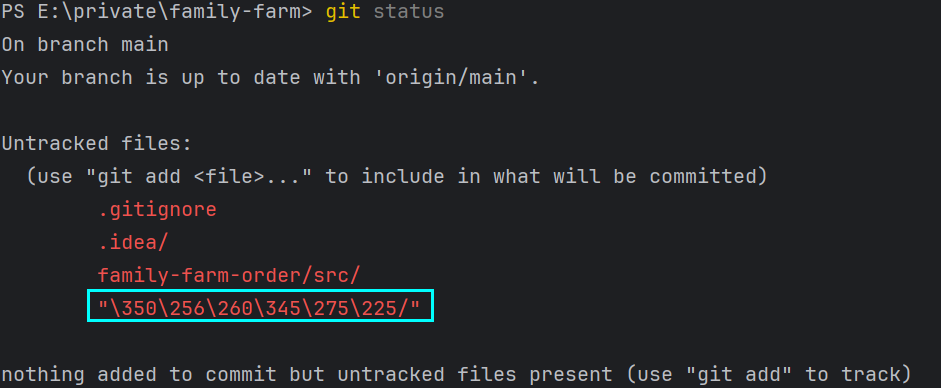 PS E:\private\family-farm> git status
On branch main
Your branch is up to date with 'origin/main'.
Untracked files:
(use "git add <file>..." to include in what will be committed)
.gitignore
.idea/
family-farm-order/src/
"\350\256\260\345\275\225/"
nothing added to commit but untracked files present (use "git add" to track)